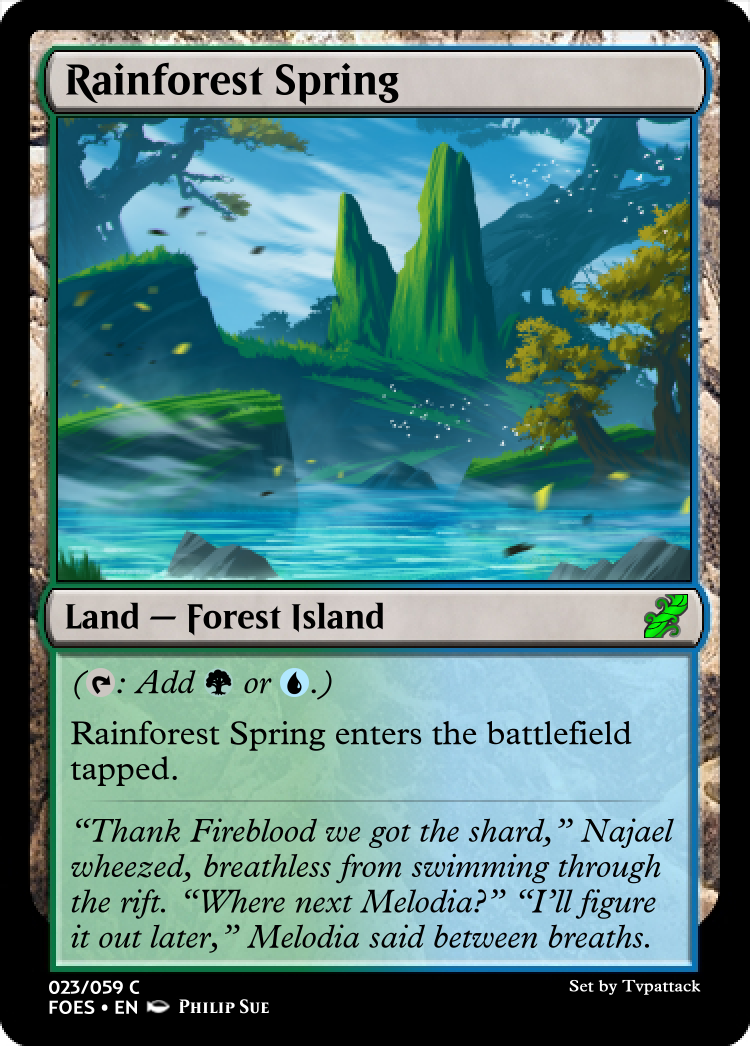 Rainforest Spring
Land — Forest Island
(: Add or .)
Rainforest Spring enters the battlefield
tapped.
“Thank Fireblood we got the shard,” Najael
wheezed, breathless from swimming through
the rift. “Where next Melodia?” “I’ll figure
it out later,” Melodia said between breaths.
023/059 C
Set by Tvpattack
FOES • EN Philip Sue